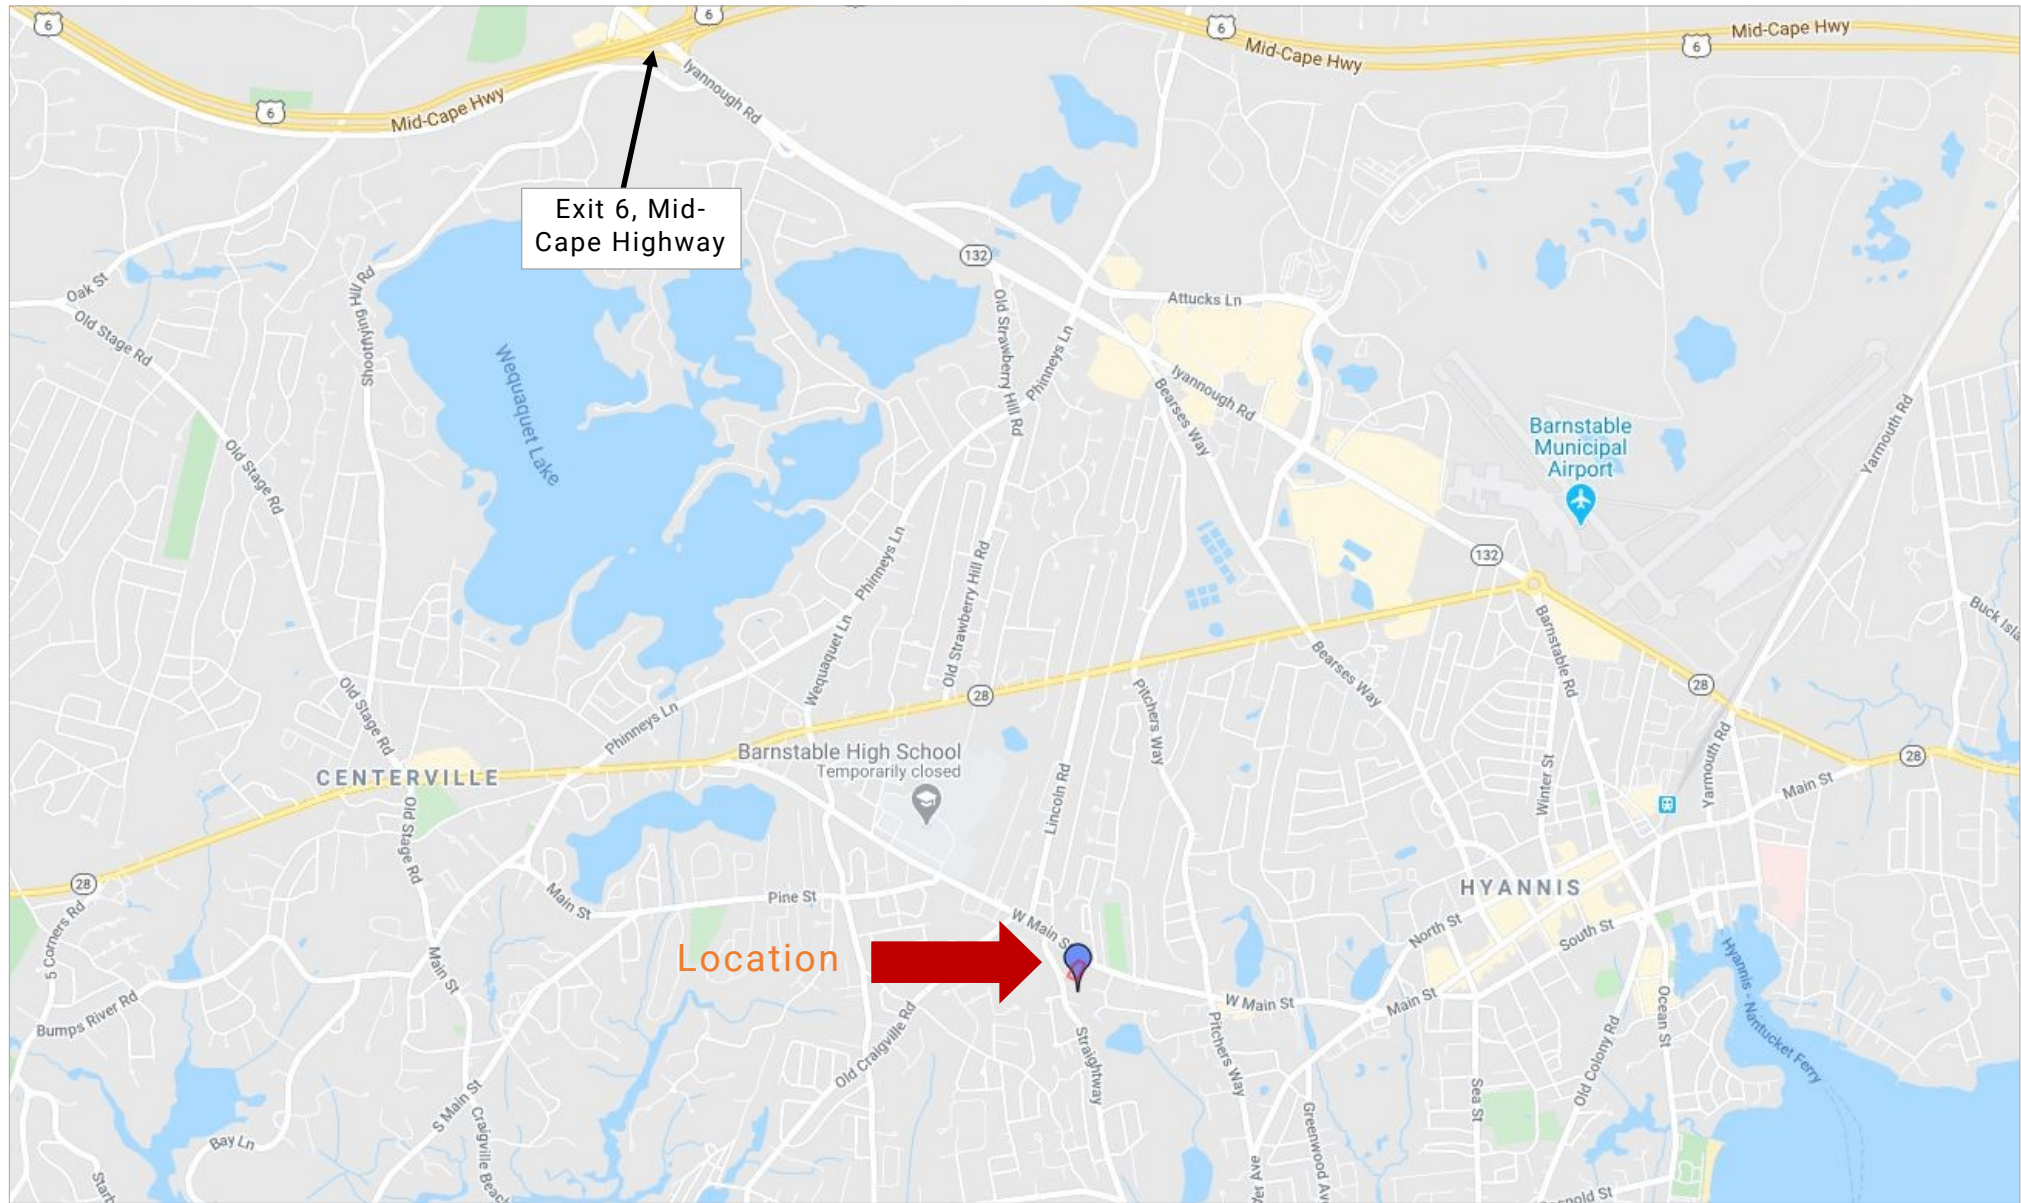 6
6
6
Mid-Cape Hwy
6
Mid-Cape Hwy
6
6
Mid-Cape Hwy
Iyannough Rd
Exit 6, Mid-
Cape Highway
132
Oak St
Old Stage Rd
Shootflying Hill Rd
Wequaquet Lake
Old Strawberry Hill Rd
Phinneys Ln
Attucks Ln
Iyannough Rd
Bearses Way
Barnstable
Municipal
Airport
Yarmouth Rd
Old Stage Rd
Phinneys Ln
Old Strawberry Hill Rd
132
Wequaquet Ln
Barnstable Rd
Bearses Way
28
28
Pitchers Way
Old Stage Rd
Phinneys Ln
Barnstable High School
Temporarily closed
CENTERVILLE
Old Stage Rd
Lincoln Rd
Winter St
Yarmouth Rd
Main St
28
28
Main St
Pine St
W Main St
HYANNIS
North St
South St
5 Corners Rd
Main St
Location
Hyannis - Nantucket Ferry
Bumps River Rd
W Main St
Main St
Ocean St
Old Colony Rd
Old Craigville Rd
Straightway
Pitchers Way
Sea St
Greenwood Av
S Main St
Bay Ln